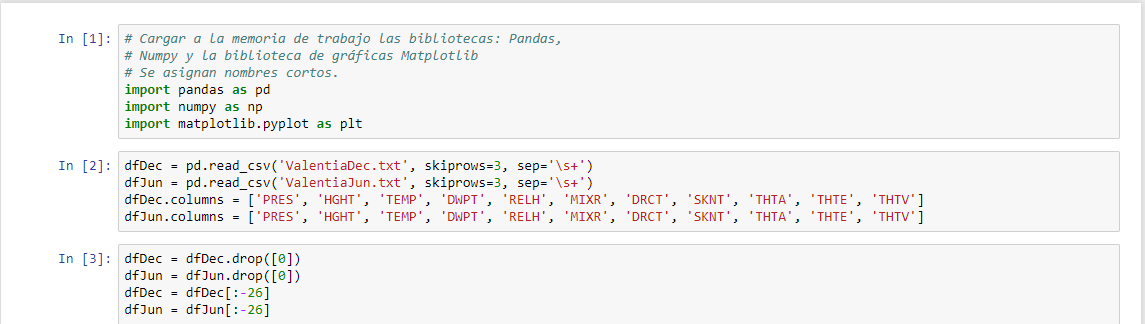 In [1]: # Cargar a la memoria de trabajo las bibliotecas: Pandas,
# Numpy y la biblioteca de gráficas Matplotlib
# Se asignan nombres cortos.
import pandas as pd
import numpy as np
import matplotlib.pyplot as plt
In [2]: dfDec = pd.read_csv('ValentiaDec.txt', skiprows=3, sep='\s+')
dfJun = pd.read_csv('ValentiaJun.txt', skiprows=3, sep='\s+')
dfDec.columns = ['PRES', 'HGHT', 'TEMP', 'DWPT', 'RELH', 'MIXR', 'DRCT', 'SKNT', 'THTA', 'THTE', 'THTV']
dfJun.columns = ['PRES', 'HGHT', 'TEMP', 'DWPT', 'RELH', 'MIXR', 'DRCT', 'SKNT', 'THTA', 'THTE', 'THTV']
In [3]: dfDec = dfDec.drop([0])
dfJun = dfJun.drop([0])
dfDec = dfDec[:-26]
dfJun = dfJun[:-26]